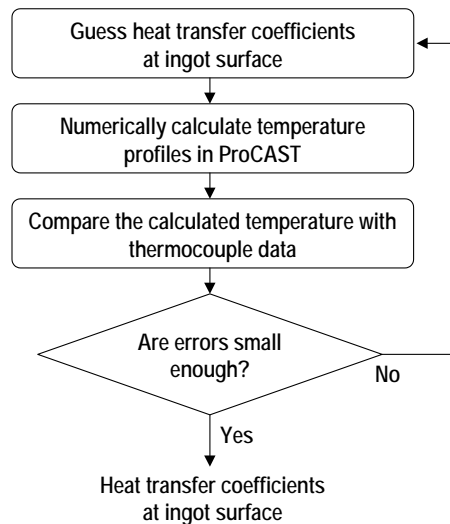 Guess heat transfer coefficients
at ingot surface
Numerically calculate temperature
profiles in ProCAST
Compare the calculated temperature with
thermocouple data
Are errors small
enough?
No
Yes
Heat transfer coefficients
at ingot surface